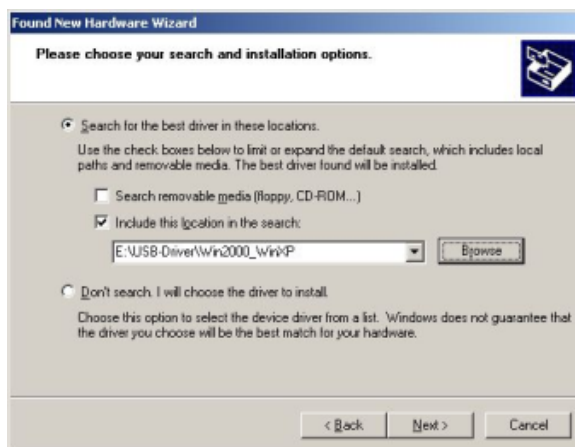 Found New Hardware Wizard
Please choose your search and installation options.
Search for the best driver in these locations.
Use the check boxes below to limit or expand the default search, which includes local
paths and removable media. The best driver found will be installed.
Search removable media (floppy, CD-ROM...)
Include this location in the search:
E:\USB-Driver\Win2000_WinXP
Browse
Don't search. I will choose the driver to install.
Choose this option to select the device driver from a list. Windows does not guarantee that
the driver you choose will be the best match for your hardware.
< Back Next > Cancel